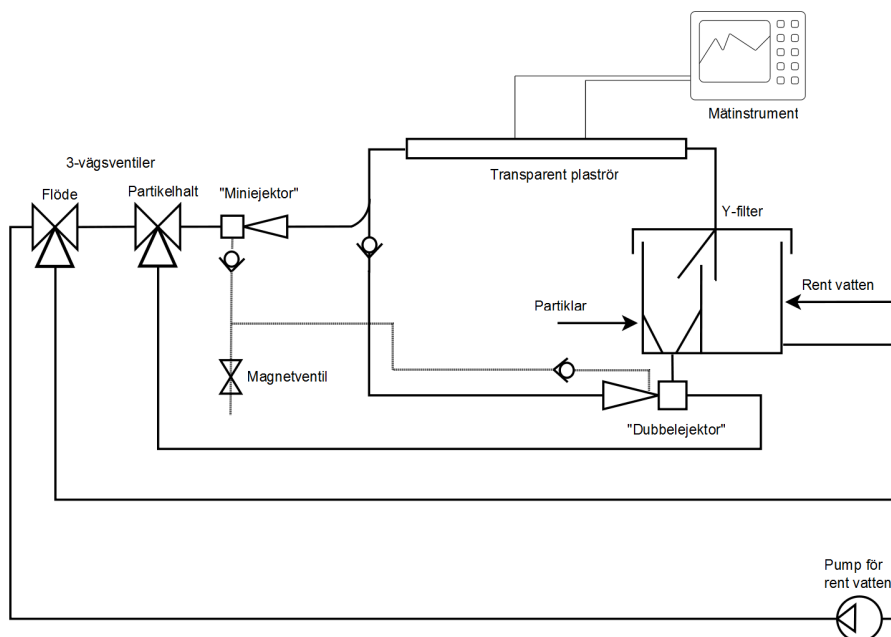 Mätinstrument
3-vägsventiler
Flöde
Partikelhalt
"Miniejektor"
Transparent plaströr
Y-filter
Rent vatten
Partiklar
Magnetventil
"Dubbelejektor"
Pump för
rent vatten